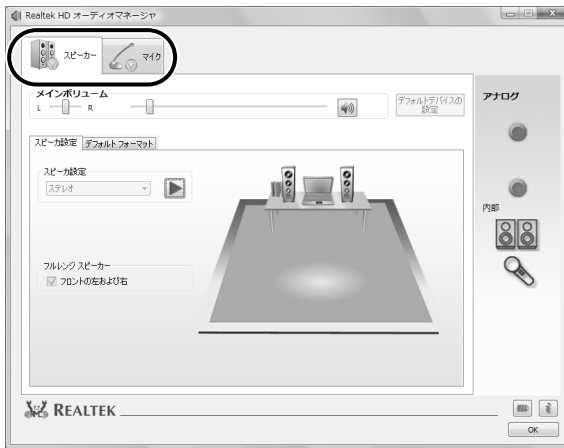 Realtek HD オーディオマネージャ
スピーカー
マイク
メインボリューム
L
R
デフォルトデバイスの
設定
アナログ
スピーカ設定
デフォルト フォーマット
スピーカ設定
ステレオ
内部
フルレンジ スピーカー
フロントの左および右
REALTEK
OK